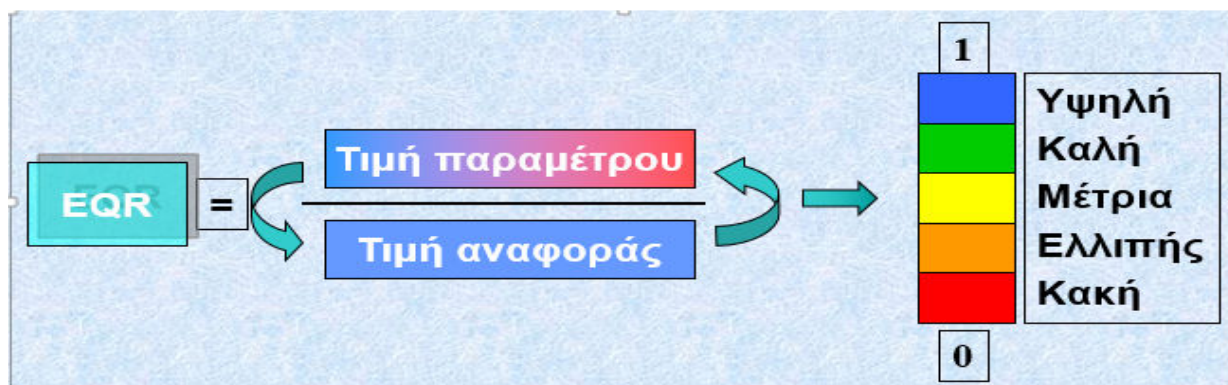 EQR
=
Τιμή παραμέτρου
Τιμή αναφοράς
1
Υψηλή
Καλή
Μέτρια
Ελλιπής
Κακή
0